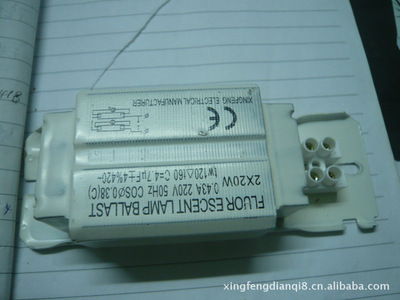 XINGFENG ELECTRICAL MANUFACTURER
CE
FLUOR ESCENT LAMP BALLAST
2X20W 0.43A 220V 50Hz COSØ0.38(C)
tw120△160 C=4.7μF±4%420~
xingfengdianqi8.cn.alibaba.com